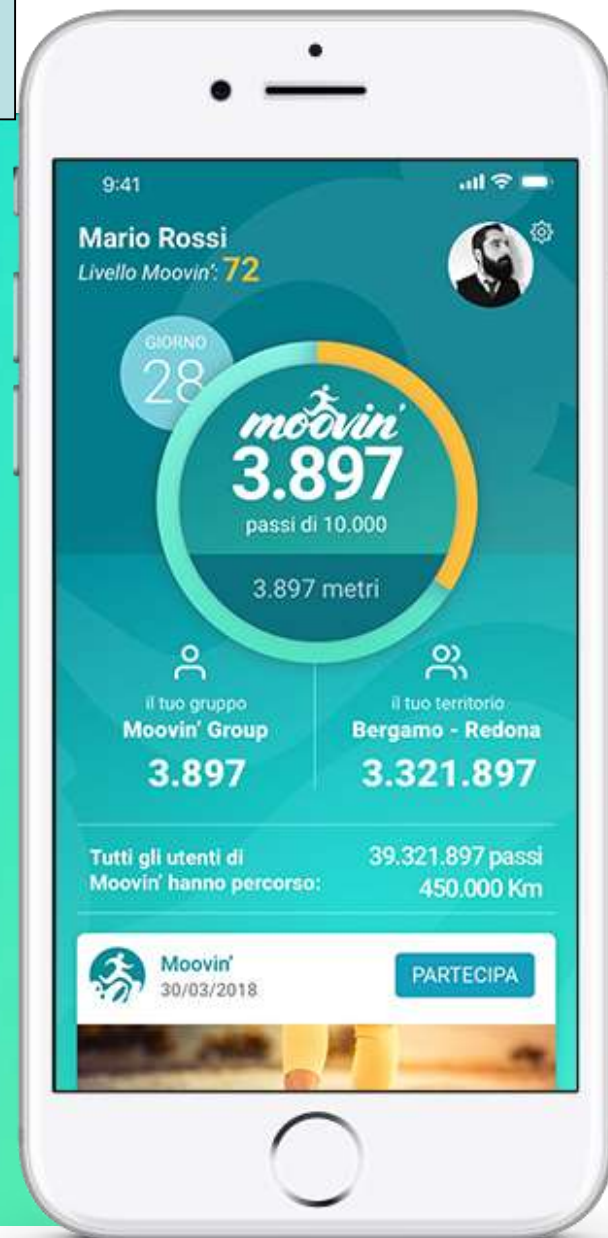 9:41
Mario Rossi
Livello Moovin': 72
GIORNO
28
moovin'
3.897
passi di 10.000
3.897 metri
il tuo gruppo
Moovin' Group
3.897
il tuo territorio
Bergamo - Redona
3.321.897
Tutti gli utenti di
Moovin' hanno percorso:
39.321.897 passi
450.000 Km
Moovin'
30/03/2018
PARTECIPA